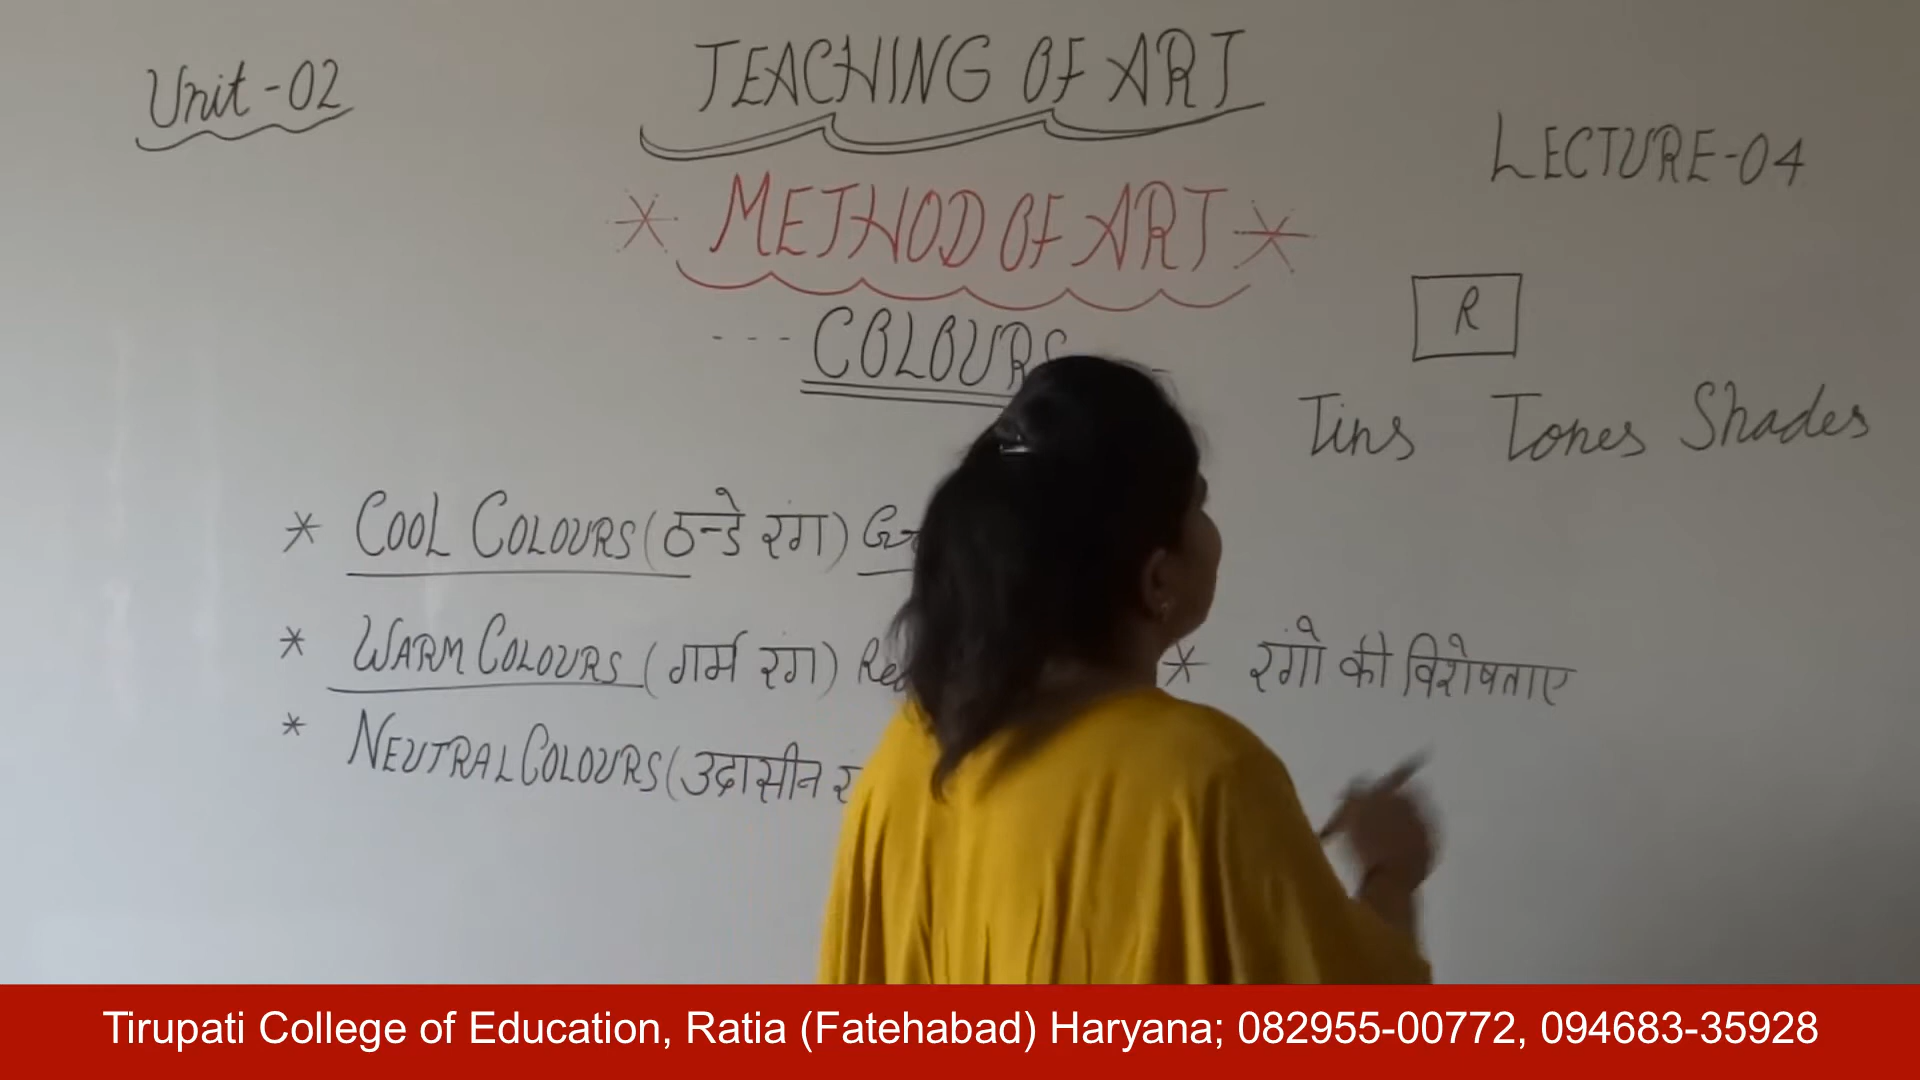 Unit-02
TEACHING OF ART
LECTURE-04
* METHOD OF ART *
R
--- COLOURS
Tins Tones Shades
* COOL COLOURS (ठन्डे रंग)
* WARM COLOURS (गर्म रंग)
* रंगों की विशेषताए
* NEUTRAL COLOURS (उदासीन
Tirupati College of Education, Ratia (Fatehabad) Haryana; 082955-00772, 094683-35928